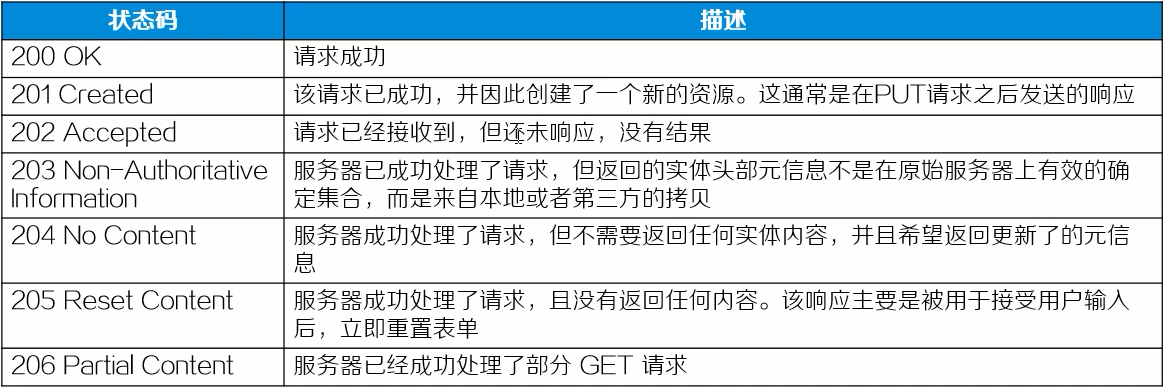 状态码 描述
200 OK 请求成功
201 Created 该请求已成功，并因此创建了一个新的资源。这通常是在PUT请求之后发送的响应
202 Accepted 请求已经接收到，但还未响应，没有结果
203 Non-Authoritative 服务器已成功处理了请求，但返回的实体头部元信息不是在原始服务器上有效的确
Information 定集合，而是来自本地或者第三方的拷贝
204 No Content 服务器成功处理了请求，但不需要返回任何实体内容，并且希望返回更新了的元信
息
205 Reset Content 服务器成功处理了请求，且没有返回任何内容。该响应主要是被用于接受用户输入
后，立即重置表单
206 Partial Content 服务器已经成功处理了部分 GET 请求